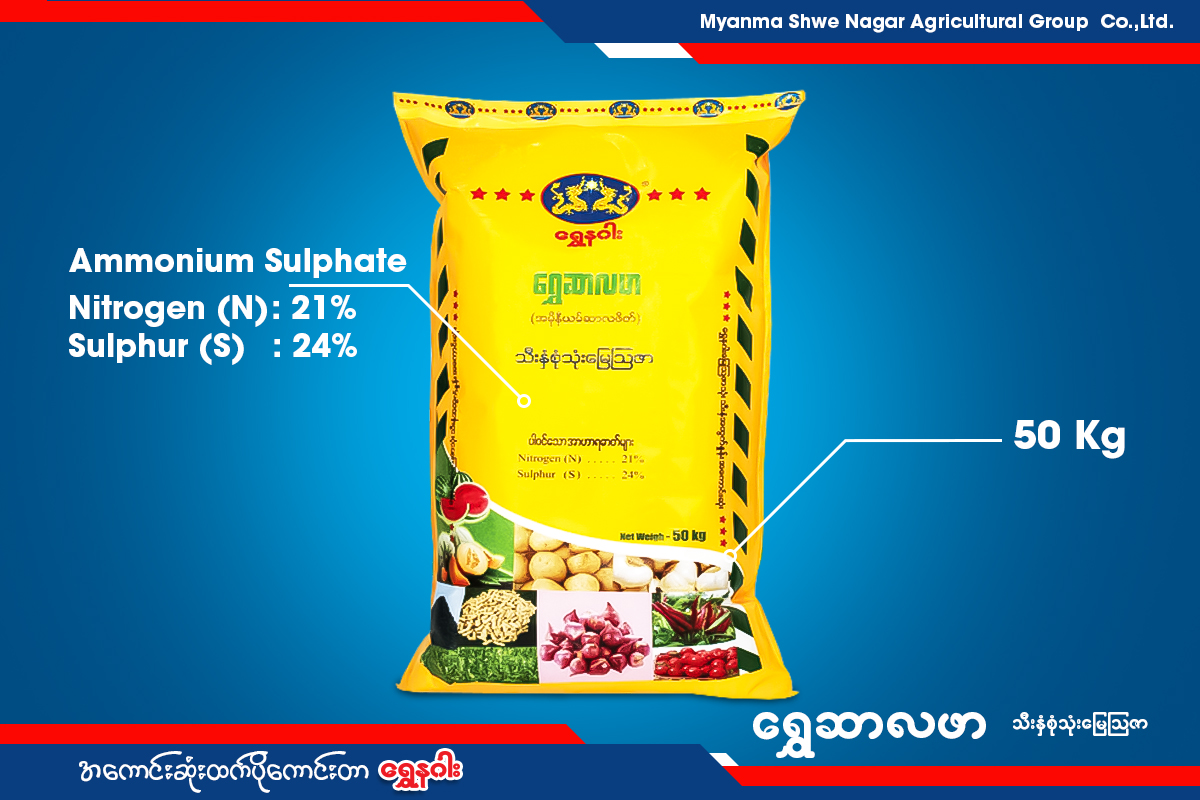 Myanma Shwe Nagar Agricultural Group Co.,Ltd.
ရွှေနဂါး
ရွှေဆာလဖာ
(အမိုနီယမ်ဆာလဖိတ်)
သီးနှံစုံသုံးမြေဩဇာ
ပါဝင်သော အာဟာရဓာတ်များ
Nitrogen (N) ..... 21%
Sulphur (S) ..... 24%
Net Weigh - 50 kg
Ammonium Sulphate
Nitrogen (N) : 21%
Sulphur (S) : 24%
50 Kg
ရွှေဆာလဖာ သီးနှံစုံသုံးမြေဩဇာ
အကောင်းဆုံးထက်ပိုကောင်းတာ ရွှေနဂါး